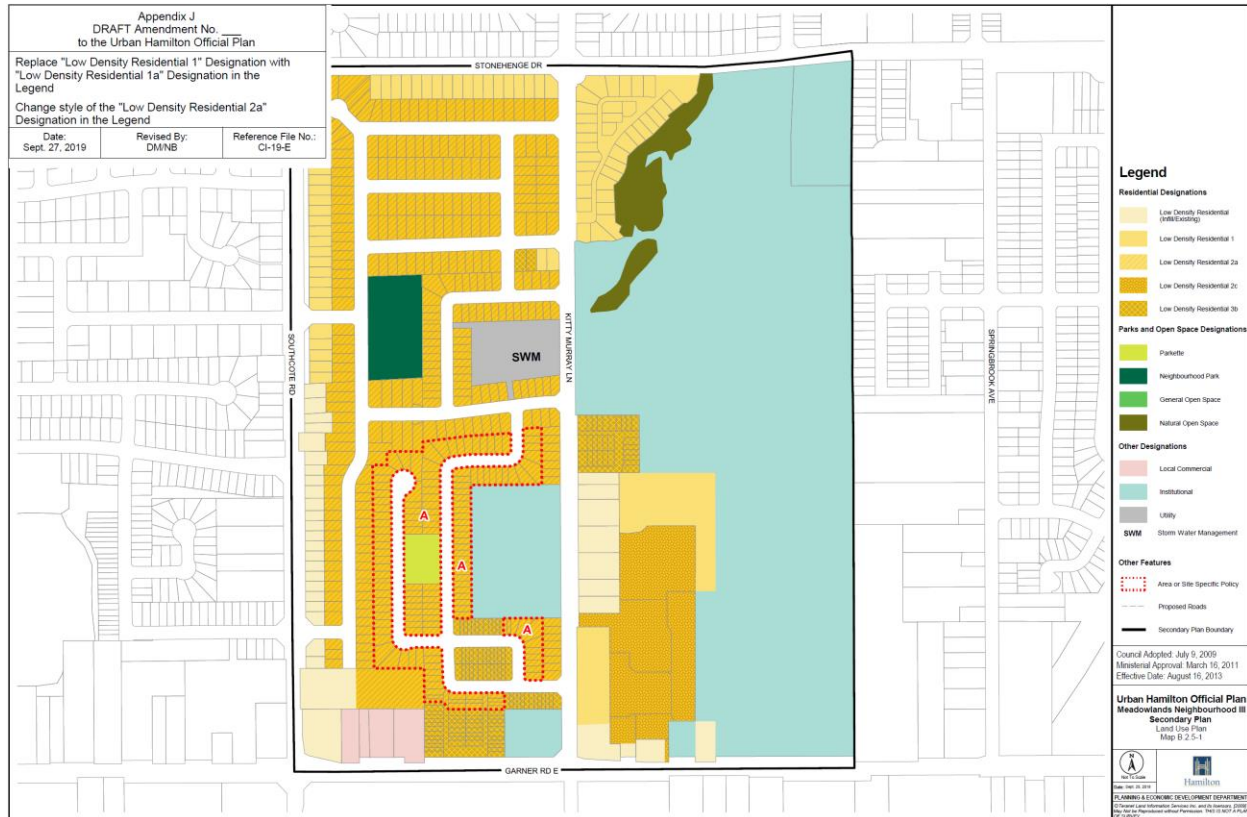 Appendix J
DRAFT Amendment No. ___
to the Urban Hamilton Official Plan
Replace "Low Density Residential 1" Designation with
"Low Density Residential 1a" Designation in the
Legend
Change style of the "Low Density Residential 2a"
Designation in the Legend
Date:
Sept. 27, 2019
Revised By:
DM/NB
Reference File No.:
CI-19-E
STONEHENGE DR
SOUTHCOTE RD
KITTY MURRAY LN
SPRINGBROOK AVE
SWM
A
A
A
GARNER RD E
Legend
Residential Designations
Low Density Residential
(Infill/Existing)
Low Density Residential 1
Low Density Residential 2a
Low Density Residential 2c
Low Density Residential 3b
Parks and Open Space Designations
Parkette
Neighbourhood Park
General Open Space
Natural Open Space
Other Designations
Local Commercial
Institutional
Utility
SWM Storm Water Management
Other Features
Area or Site Specific Policy
Proposed Roads
Secondary Plan Boundary
Council Adopted: July 9, 2009
Ministerial Approval: March 16, 2011
Effective Date: August 16, 2013
Urban Hamilton Official Plan
Meadowlands Neighbourhood III
Secondary Plan
Land Use Plan
Map B.2.5-1
N
Not To Scale
Hamilton
PLANNING & ECONOMIC DEVELOPMENT DEPARTMENT